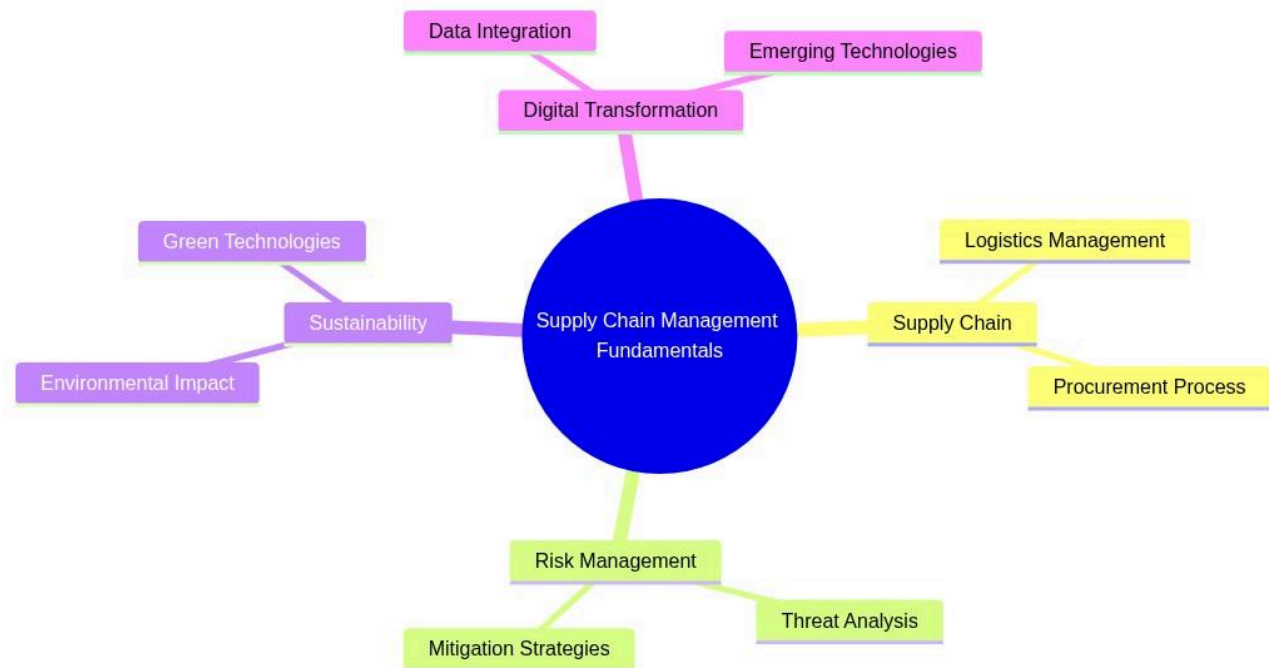 Data Integration
Emerging Technologies
Digital Transformation
Green Technologies
Logistics Management
Sustainability
Supply Chain Management
Fundamentals
Supply Chain
Environmental Impact
Procurement Process
Risk Management
Threat Analysis
Mitigation Strategies